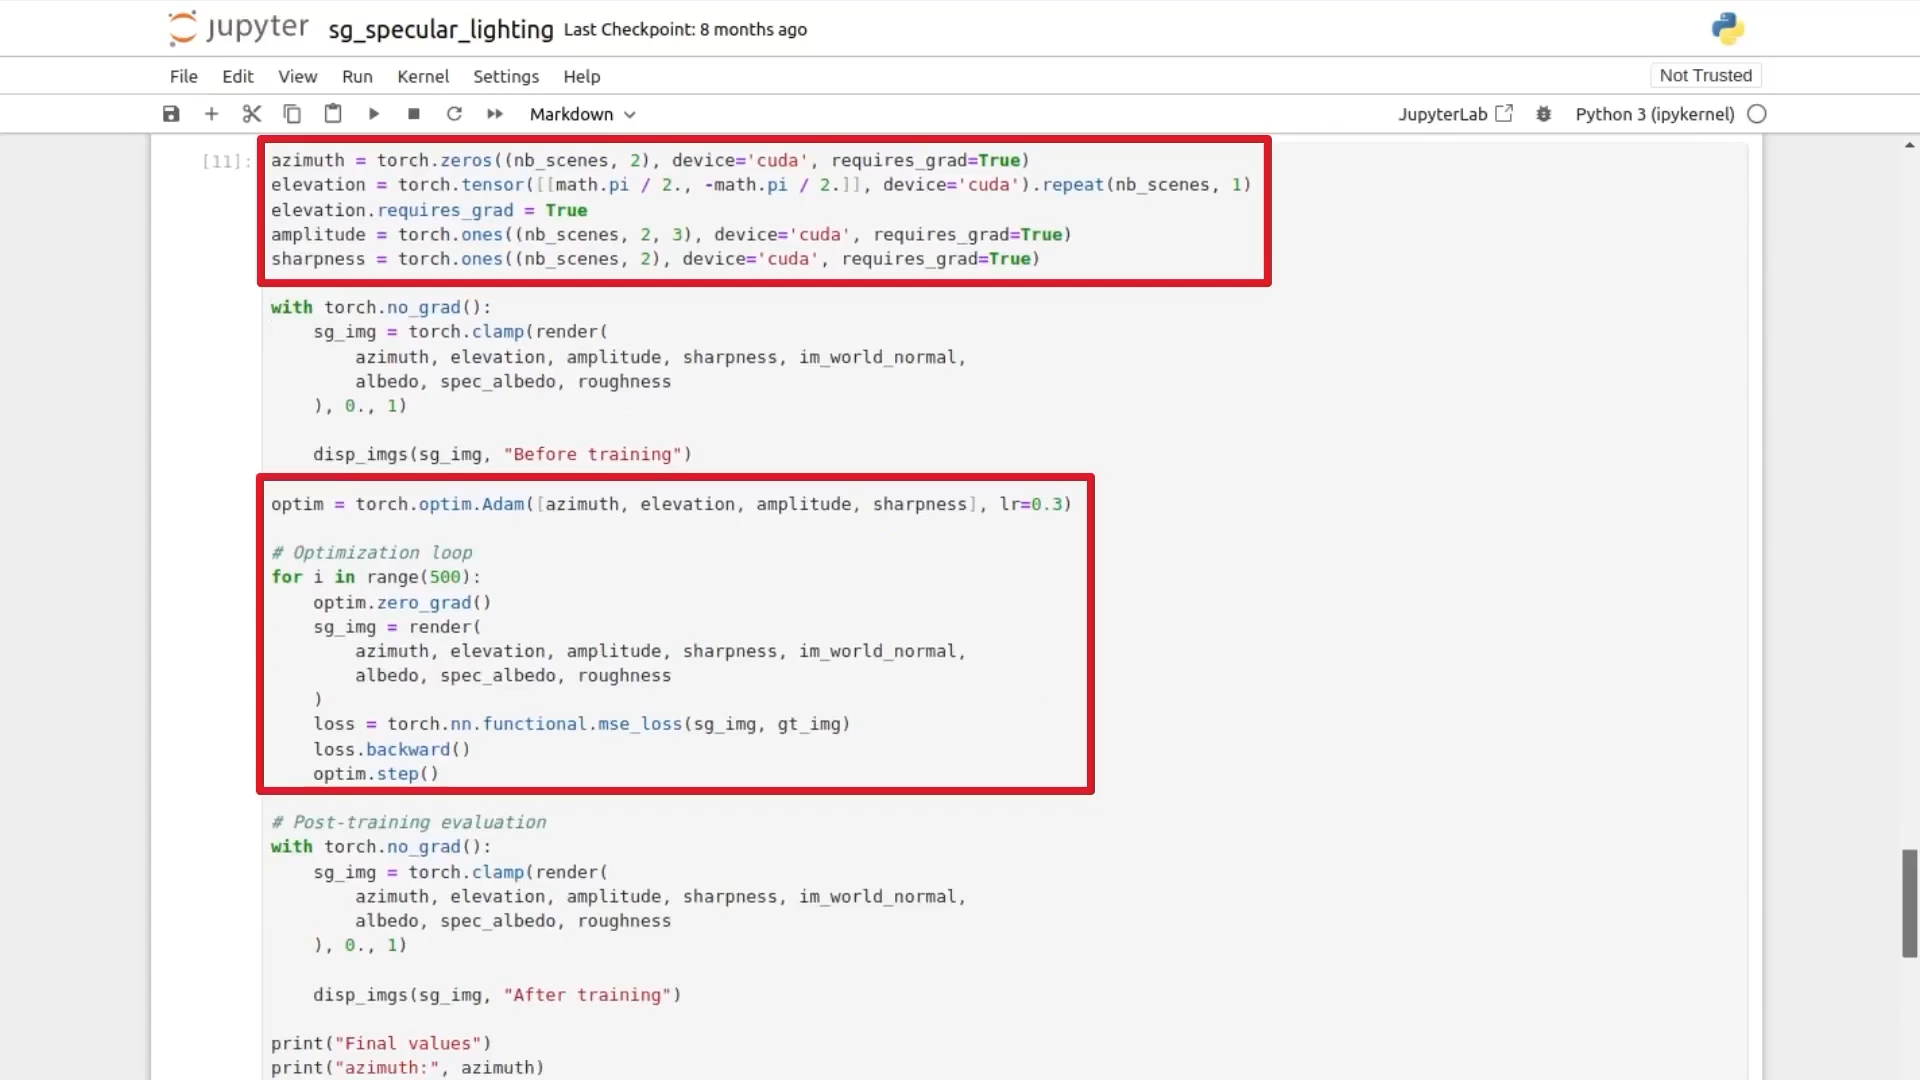 jupyter sg_specular_lighting Last Checkpoint: 8 months ago
File Edit View Run Kernel Settings Help Not Trusted
Markdown JupyterLab Python 3 (ipykernel)
[11]: azimuth = torch.zeros((nb_scenes, 2), device='cuda', requires_grad=True)
elevation = torch.tensor([[math.pi / 2., -math.pi / 2.]], device='cuda').repeat(nb_scenes, 1)
elevation.requires_grad = True
amplitude = torch.ones((nb_scenes, 2, 3), device='cuda', requires_grad=True)
sharpness = torch.ones((nb_scenes, 2), device='cuda', requires_grad=True)
with torch.no_grad():
    sg_img = torch.clamp(render(
        azimuth, elevation, amplitude, sharpness, im_world_normal,
        albedo, spec_albedo, roughness
    ), 0., 1)
    disp_imgs(sg_img, "Before training")
optim = torch.optim.Adam([azimuth, elevation, amplitude, sharpness], lr=0.3)
# Optimization loop
for i in range(500):
    optim.zero_grad()
    sg_img = render(
        azimuth, elevation, amplitude, sharpness, im_world_normal,
        albedo, spec_albedo, roughness
    )
    loss = torch.nn.functional.mse_loss(sg_img, gt_img)
    loss.backward()
    optim.step()
# Post-training evaluation
with torch.no_grad():
    sg_img = torch.clamp(render(
        azimuth, elevation, amplitude, sharpness, im_world_normal,
        albedo, spec_albedo, roughness
    ), 0., 1)
    disp_imgs(sg_img, "After training")
print("Final values")
print("azimuth:", azimuth)